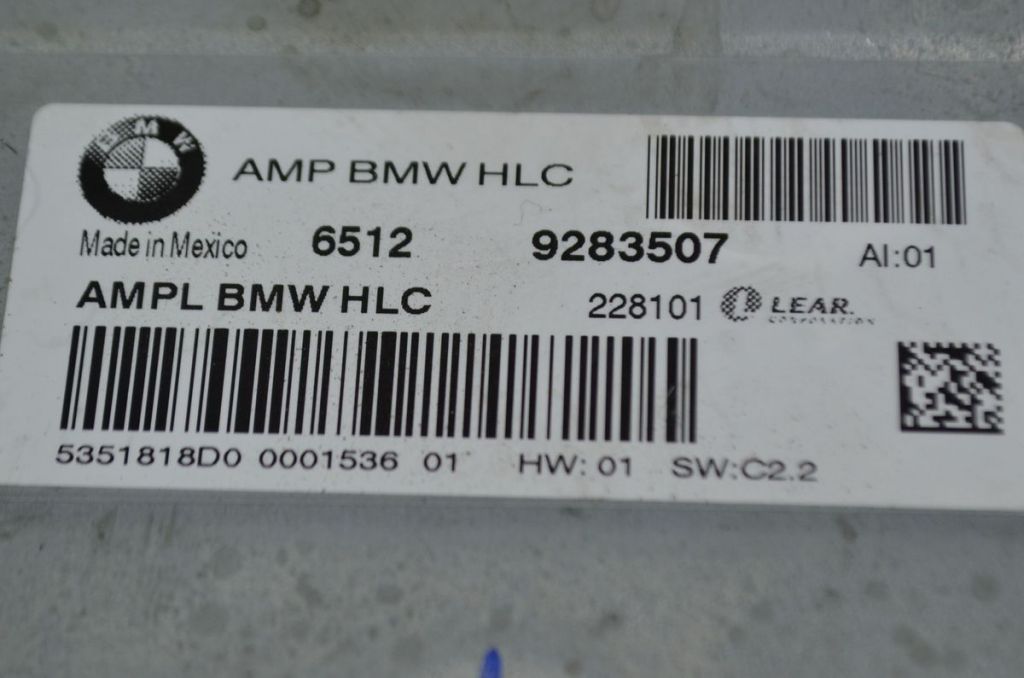 BMW
AMP BMW HLC
Made in Mexico 6512 9283507 AI:01
AMPL BMW HLC 228101 LEAR.
CORPORATION
5351818D0 0001536 01 HW: 01 SW:C2.2